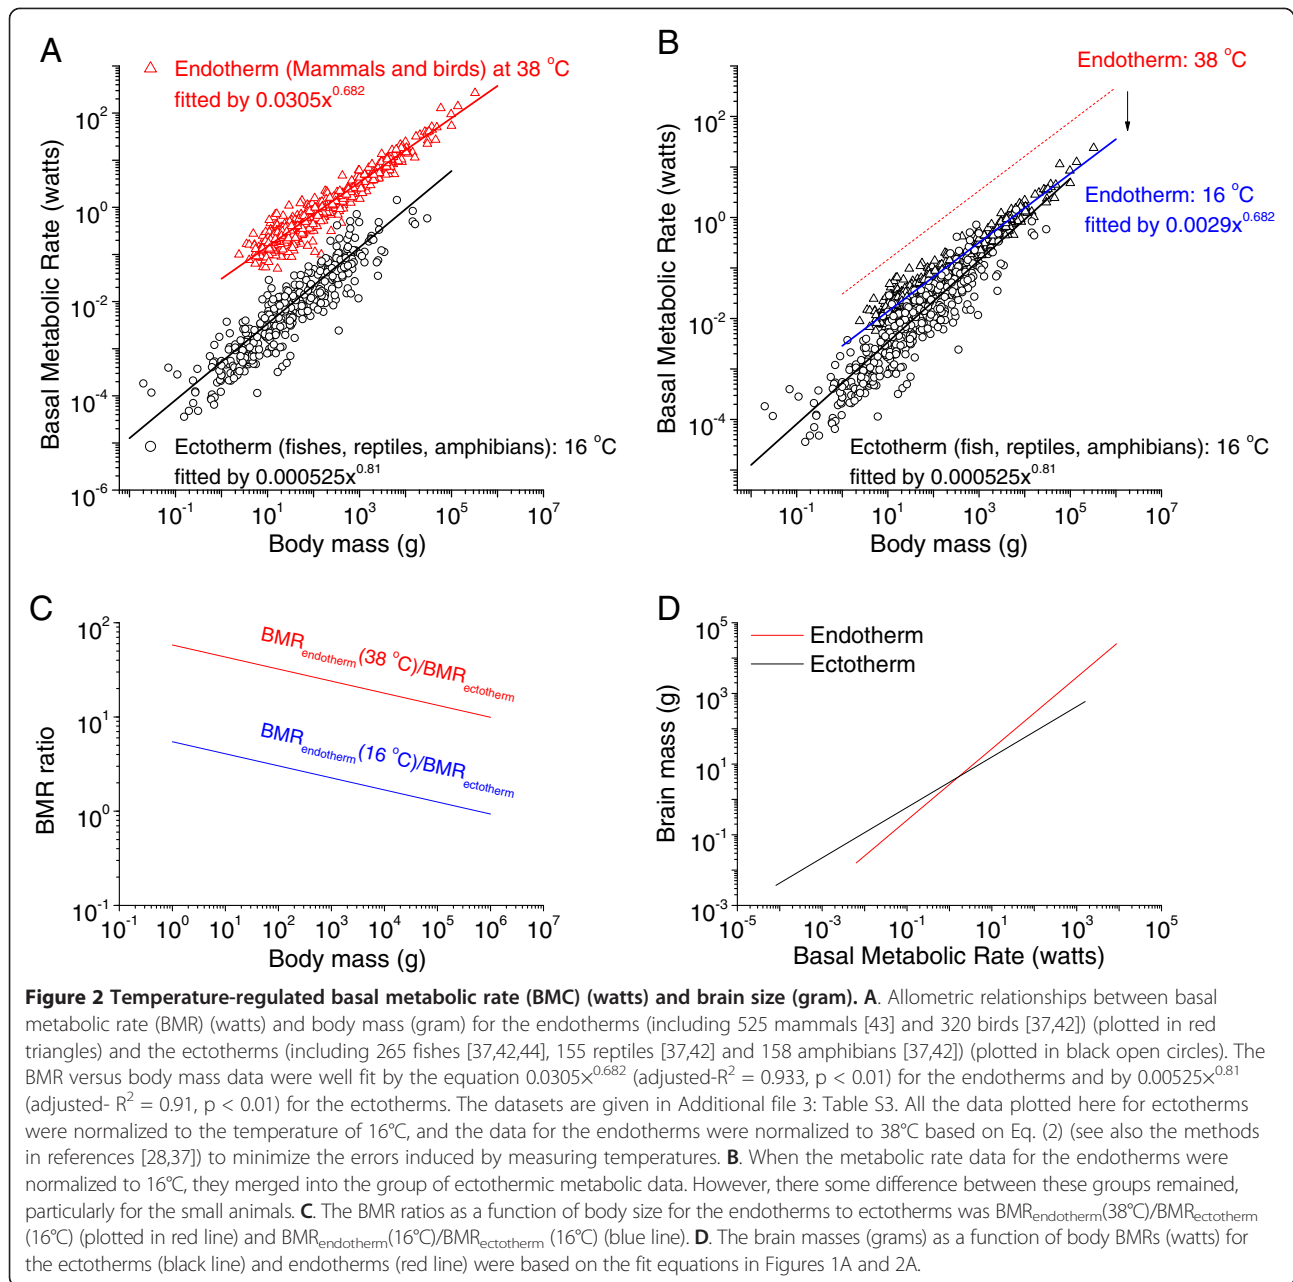 A
Endotherm (Mammals and birds) at 38 °C
fitted by 0.0305x^0.682
10^2
10^0
10^-2
10^-4
10^-6
Basal Metabolic Rate (watts)
Ectotherm (fishes, reptiles, amphibians): 16 °C
fitted by 0.000525x^0.81
10^-1 10^1 10^3 10^5 10^7
Body mass (g)
B
Endotherm: 38 °C
10^2
10^0
10^-2
10^-4
Basal Metabolic Rate (watts)
Endotherm: 16 °C
fitted by 0.0029x^0.682
Ectotherm (fish, reptiles, amphibians): 16 °C
fitted by 0.000525x^0.81
10^-1 10^1 10^3 10^5 10^7
Body mass (g)
C
10^2
10^1
10^0
10^-1
BMR ratio
BMR_endotherm(38 °C)/BMR_ectotherm
BMR_endotherm(16 °C)/BMR_ectotherm
10^-1 10^0 10^1 10^2 10^3 10^4 10^5 10^6 10^7
Body mass (g)
D
Endotherm
Ectotherm
10^5
10^3
10^1
10^-1
10^-3
Brain mass (g)
10^-5 10^-3 10^-1 10^1 10^3 10^5
Basal Metabolic Rate (watts)
Figure 2 Temperature-regulated basal metabolic rate (BMC) (watts) and brain size (gram). A. Allometric relationships between basal
metabolic rate (BMR) (watts) and body mass (gram) for the endotherms (including 525 mammals [43] and 320 birds [37,42]) (plotted in red
triangles) and the ectotherms (including 265 fishes [37,42,44], 155 reptiles [37,42] and 158 amphibians [37,42]) (plotted in black open circles). The
BMR versus body mass data were well fit by the equation 0.0305×^0.682 (adjusted-R^2 = 0.933, p < 0.01) for the endotherms and by 0.00525×^0.81
(adjusted- R^2 = 0.91, p < 0.01) for the ectotherms. The datasets are given in Additional file 3: Table S3. All the data plotted here for ectotherms
were normalized to the temperature of 16°C, and the data for the endotherms were normalized to 38°C based on Eq. (2) (see also the methods
in references [28,37]) to minimize the errors induced by measuring temperatures. B. When the metabolic rate data for the endotherms were
normalized to 16°C, they merged into the group of ectothermic metabolic data. However, there some difference between these groups remained,
particularly for the small animals. C. The BMR ratios as a function of body size for the endotherms to ectotherms was BMR_endotherm(38°C)/BMR_ectotherm
(16°C) (plotted in red line) and BMR_endotherm(16°C)/BMR_ectotherm (16°C) (blue line). D. The brain masses (grams) as a function of body BMRs (watts) for
the ectotherms (black line) and endotherms (red line) were based on the fit equations in Figures 1A and 2A.